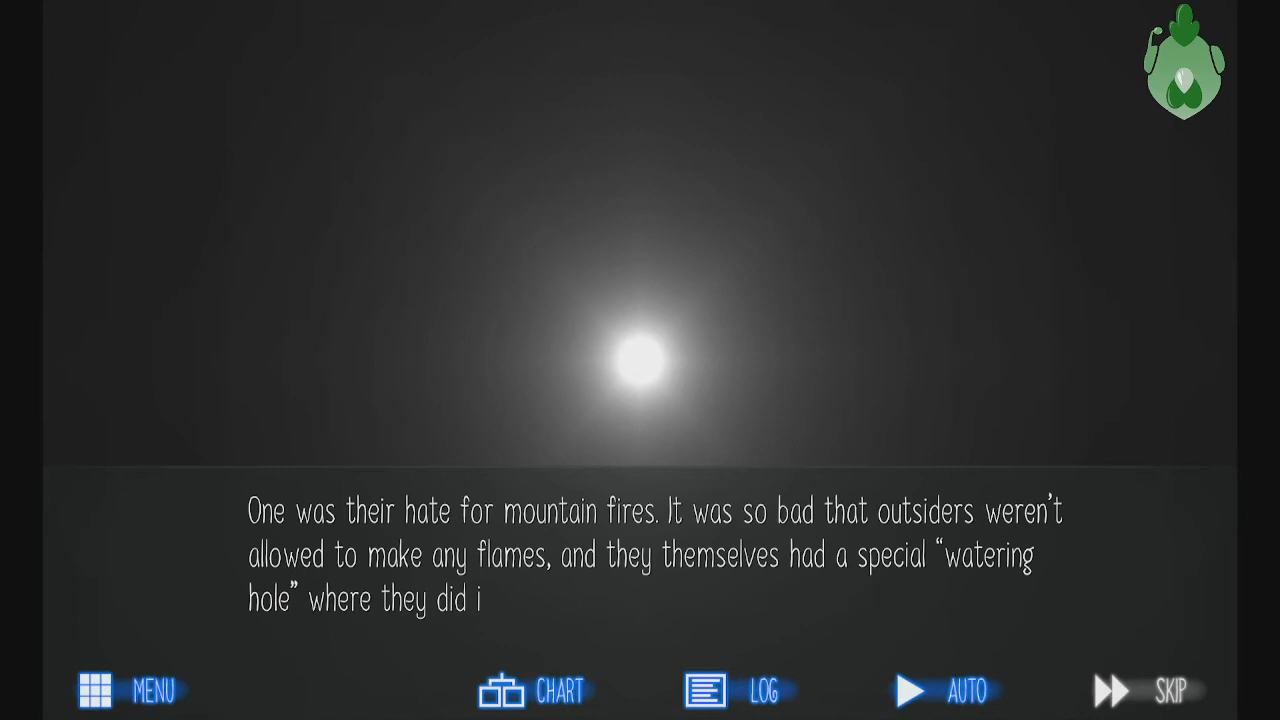 One was their hate for mountain fires. It was so bad that outsiders weren't
allowed to make any flames, and they themselves had a special “watering
hole” where they did i
MENU CHART LOG AUTO SKIP